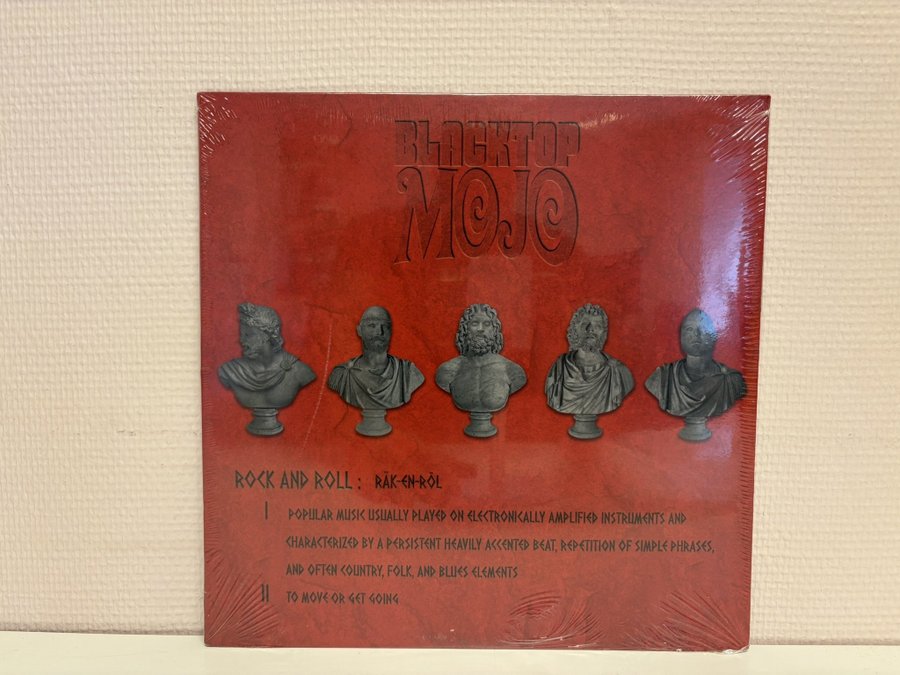 BLACKTOP
MOJO
ROCK AND ROLL : RÄK-EN-RÕL
I POPULAR MUSIC USUALLY PLAYED ON ELECTRONICALLY AMPLIFIED INSTRUMENTS AND
CHARACTERIZED BY A PERSISTENT HEAVILY ACCENTED BEAT, REPETITION OF SIMPLE PHRASES,
AND OFTEN COUNTRY, FOLK, AND BLUES ELEMENTS
II TO MOVE OR GET GOING